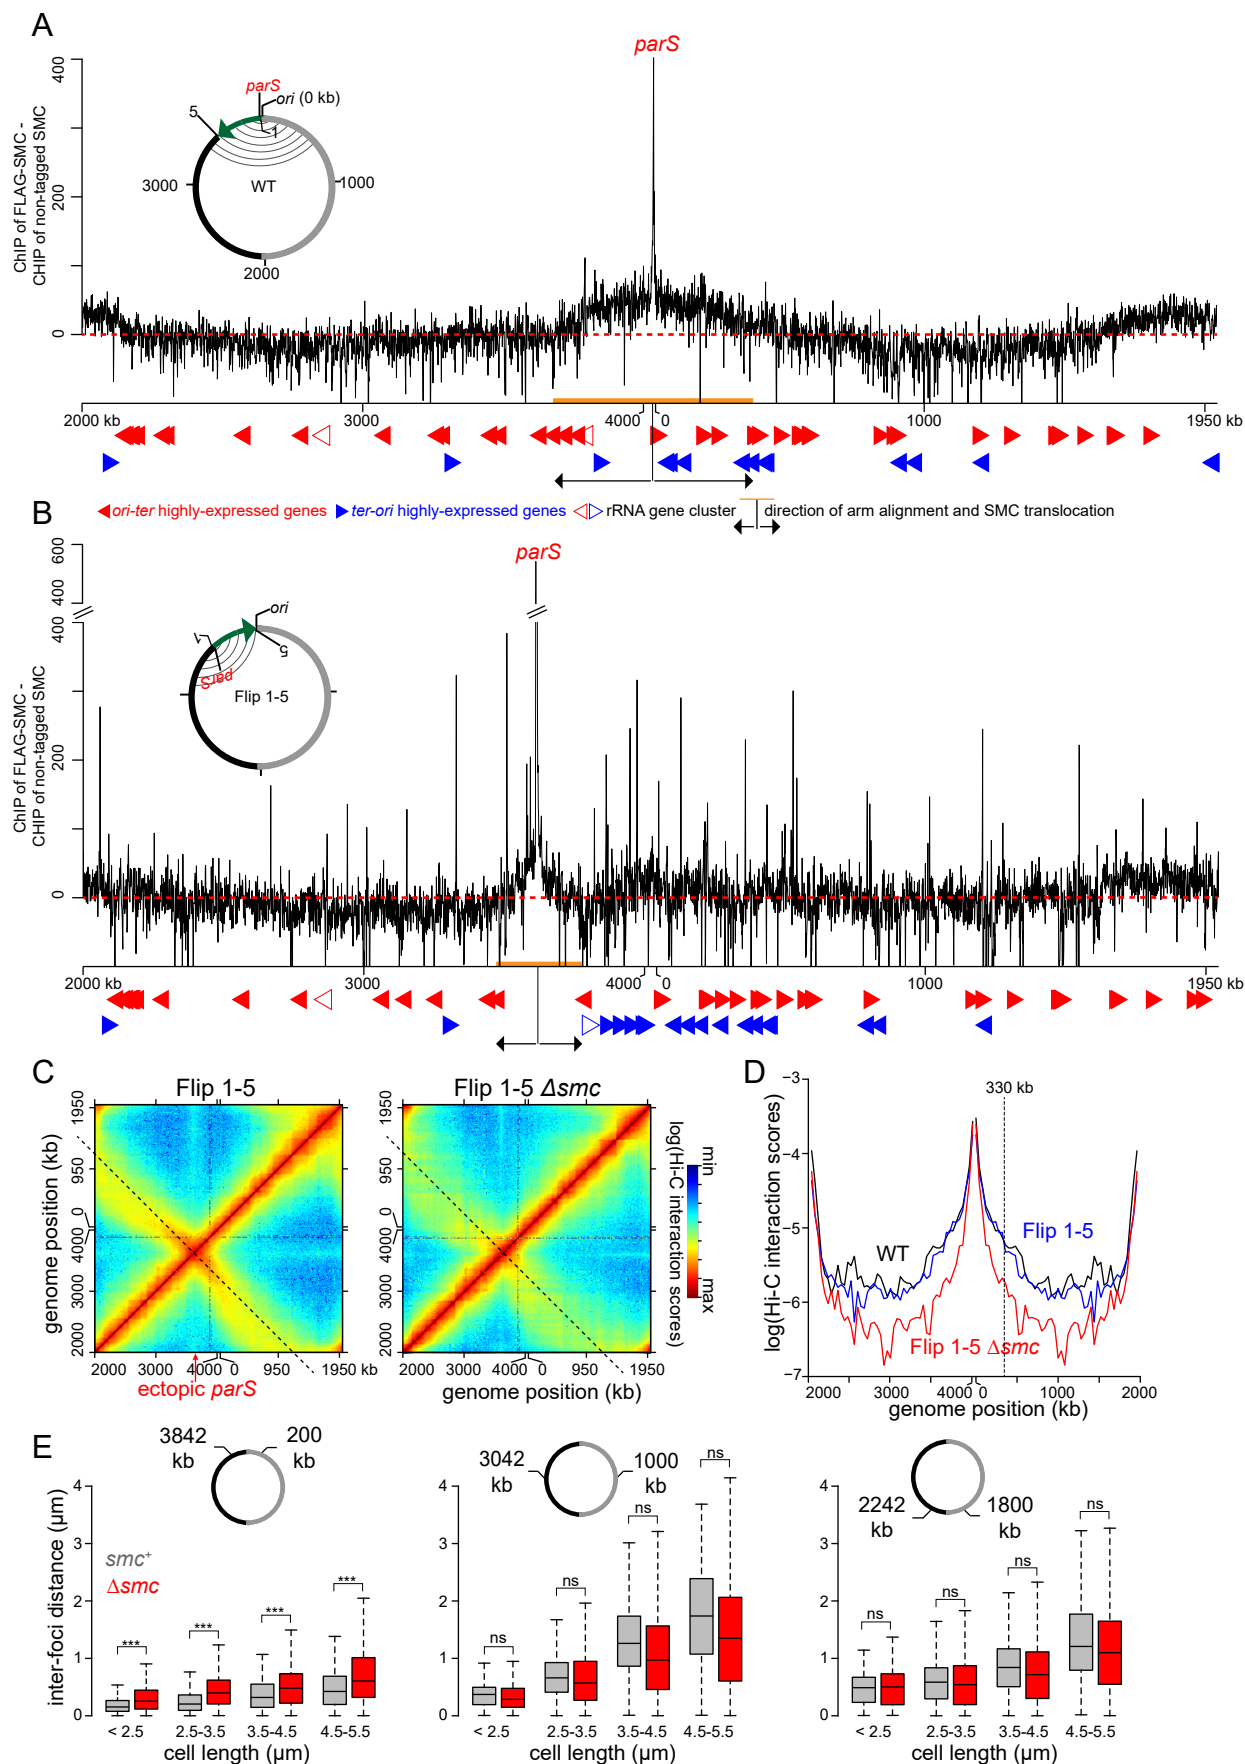 A
parS
400
200
0
ChIP of FLAG-SMC -
CHIP of non-tagged SMC
parS
ori (0 kb)
5
1
3000
WT
1000
2000
2000 kb
3000
4000
0
1000
1950 kb
B
ori-ter highly-expressed genes
ter-ori highly-expressed genes
rRNA gene cluster
direction of arm alignment and SMC translocation
parS
600
400
400
200
0
ChIP of FLAG-SMC -
CHIP of non-tagged SMC
ori
1
5
parS
Flip 1-5
2000 kb
3000
4000
0
1000
1950 kb
C
Flip 1-5
Flip 1-5 Δsmc
genome position (kb)
1950
950
0
4000
3000
2000
1950
950
0
4000
3000
2000
2000
3000
4000
0
950
1950
kb
2000
3000
4000
0
950
1950
ectopic parS
genome position (kb)
min
max
log(Hi-C interaction scores)
D
−3
−4
−5
−6
−7
log(Hi-C interaction scores)
330 kb
WT
Flip 1-5
Flip 1-5 Δsmc
2000
3000
4000
0
1000
2000
genome position (kb)
E
3842
kb
200
kb
4
3
2
1
0
inter-foci distance (µm)
smc+
Δsmc
***
***
***
***
< 2.5
2.5-3.5
3.5-4.5
4.5-5.5
cell length (µm)
3042
kb
1000
kb
4
3
2
1
0
ns
ns
ns
ns
< 2.5
2.5-3.5
3.5-4.5
4.5-5.5
cell length (µm)
2242
kb
1800
kb
4
3
2
1
0
ns
ns
ns
ns
< 2.5
2.5-3.5
3.5-4.5
4.5-5.5
cell length (µm)